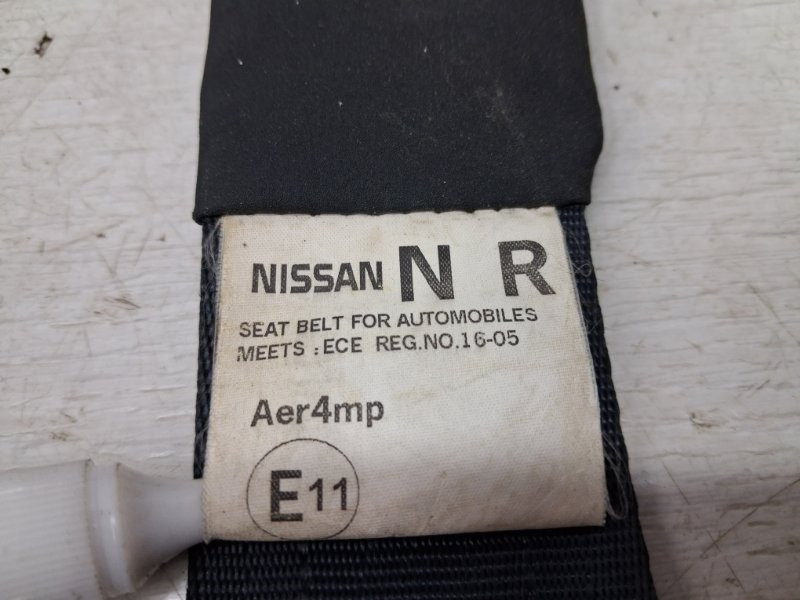 NISSAN N R
SEAT BELT FOR AUTOMOBILES
MEETS : ECE REG.NO.16-05
Aer4mp
E11